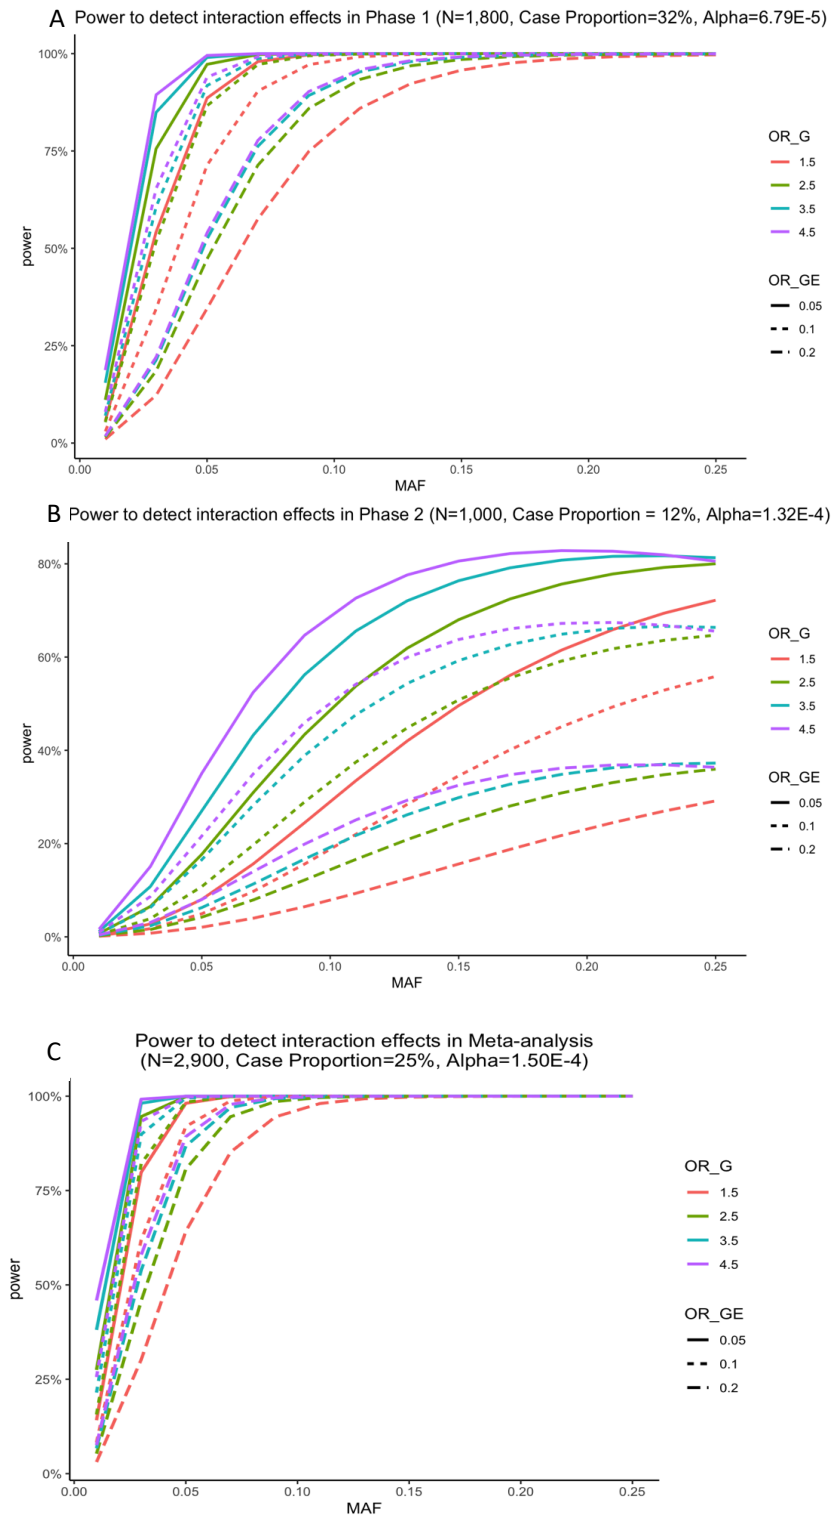 A Power to detect interaction effects in Phase 1 (N=1,800, Case Proportion=32%, Alpha=6.79E-5)
100%
75%
50%
25%
0%
power
0.00 0.05 0.10 0.15 0.20 0.25
MAF
OR_G
1.5
2.5
3.5
4.5
OR_GE
0.05
0.1
0.2
B Power to detect interaction effects in Phase 2 (N=1,000, Case Proportion = 12%, Alpha=1.32E-4)
80%
60%
40%
20%
0%
power
0.00 0.05 0.10 0.15 0.20 0.25
MAF
OR_G
1.5
2.5
3.5
4.5
OR_GE
0.05
0.1
0.2
C Power to detect interaction effects in Meta-analysis
(N=2,900, Case Proportion=25%, Alpha=1.50E-4)
100%
75%
50%
25%
0%
power
0.00 0.05 0.10 0.15 0.20 0.25
MAF
OR_G
1.5
2.5
3.5
4.5
OR_GE
0.05
0.1
0.2